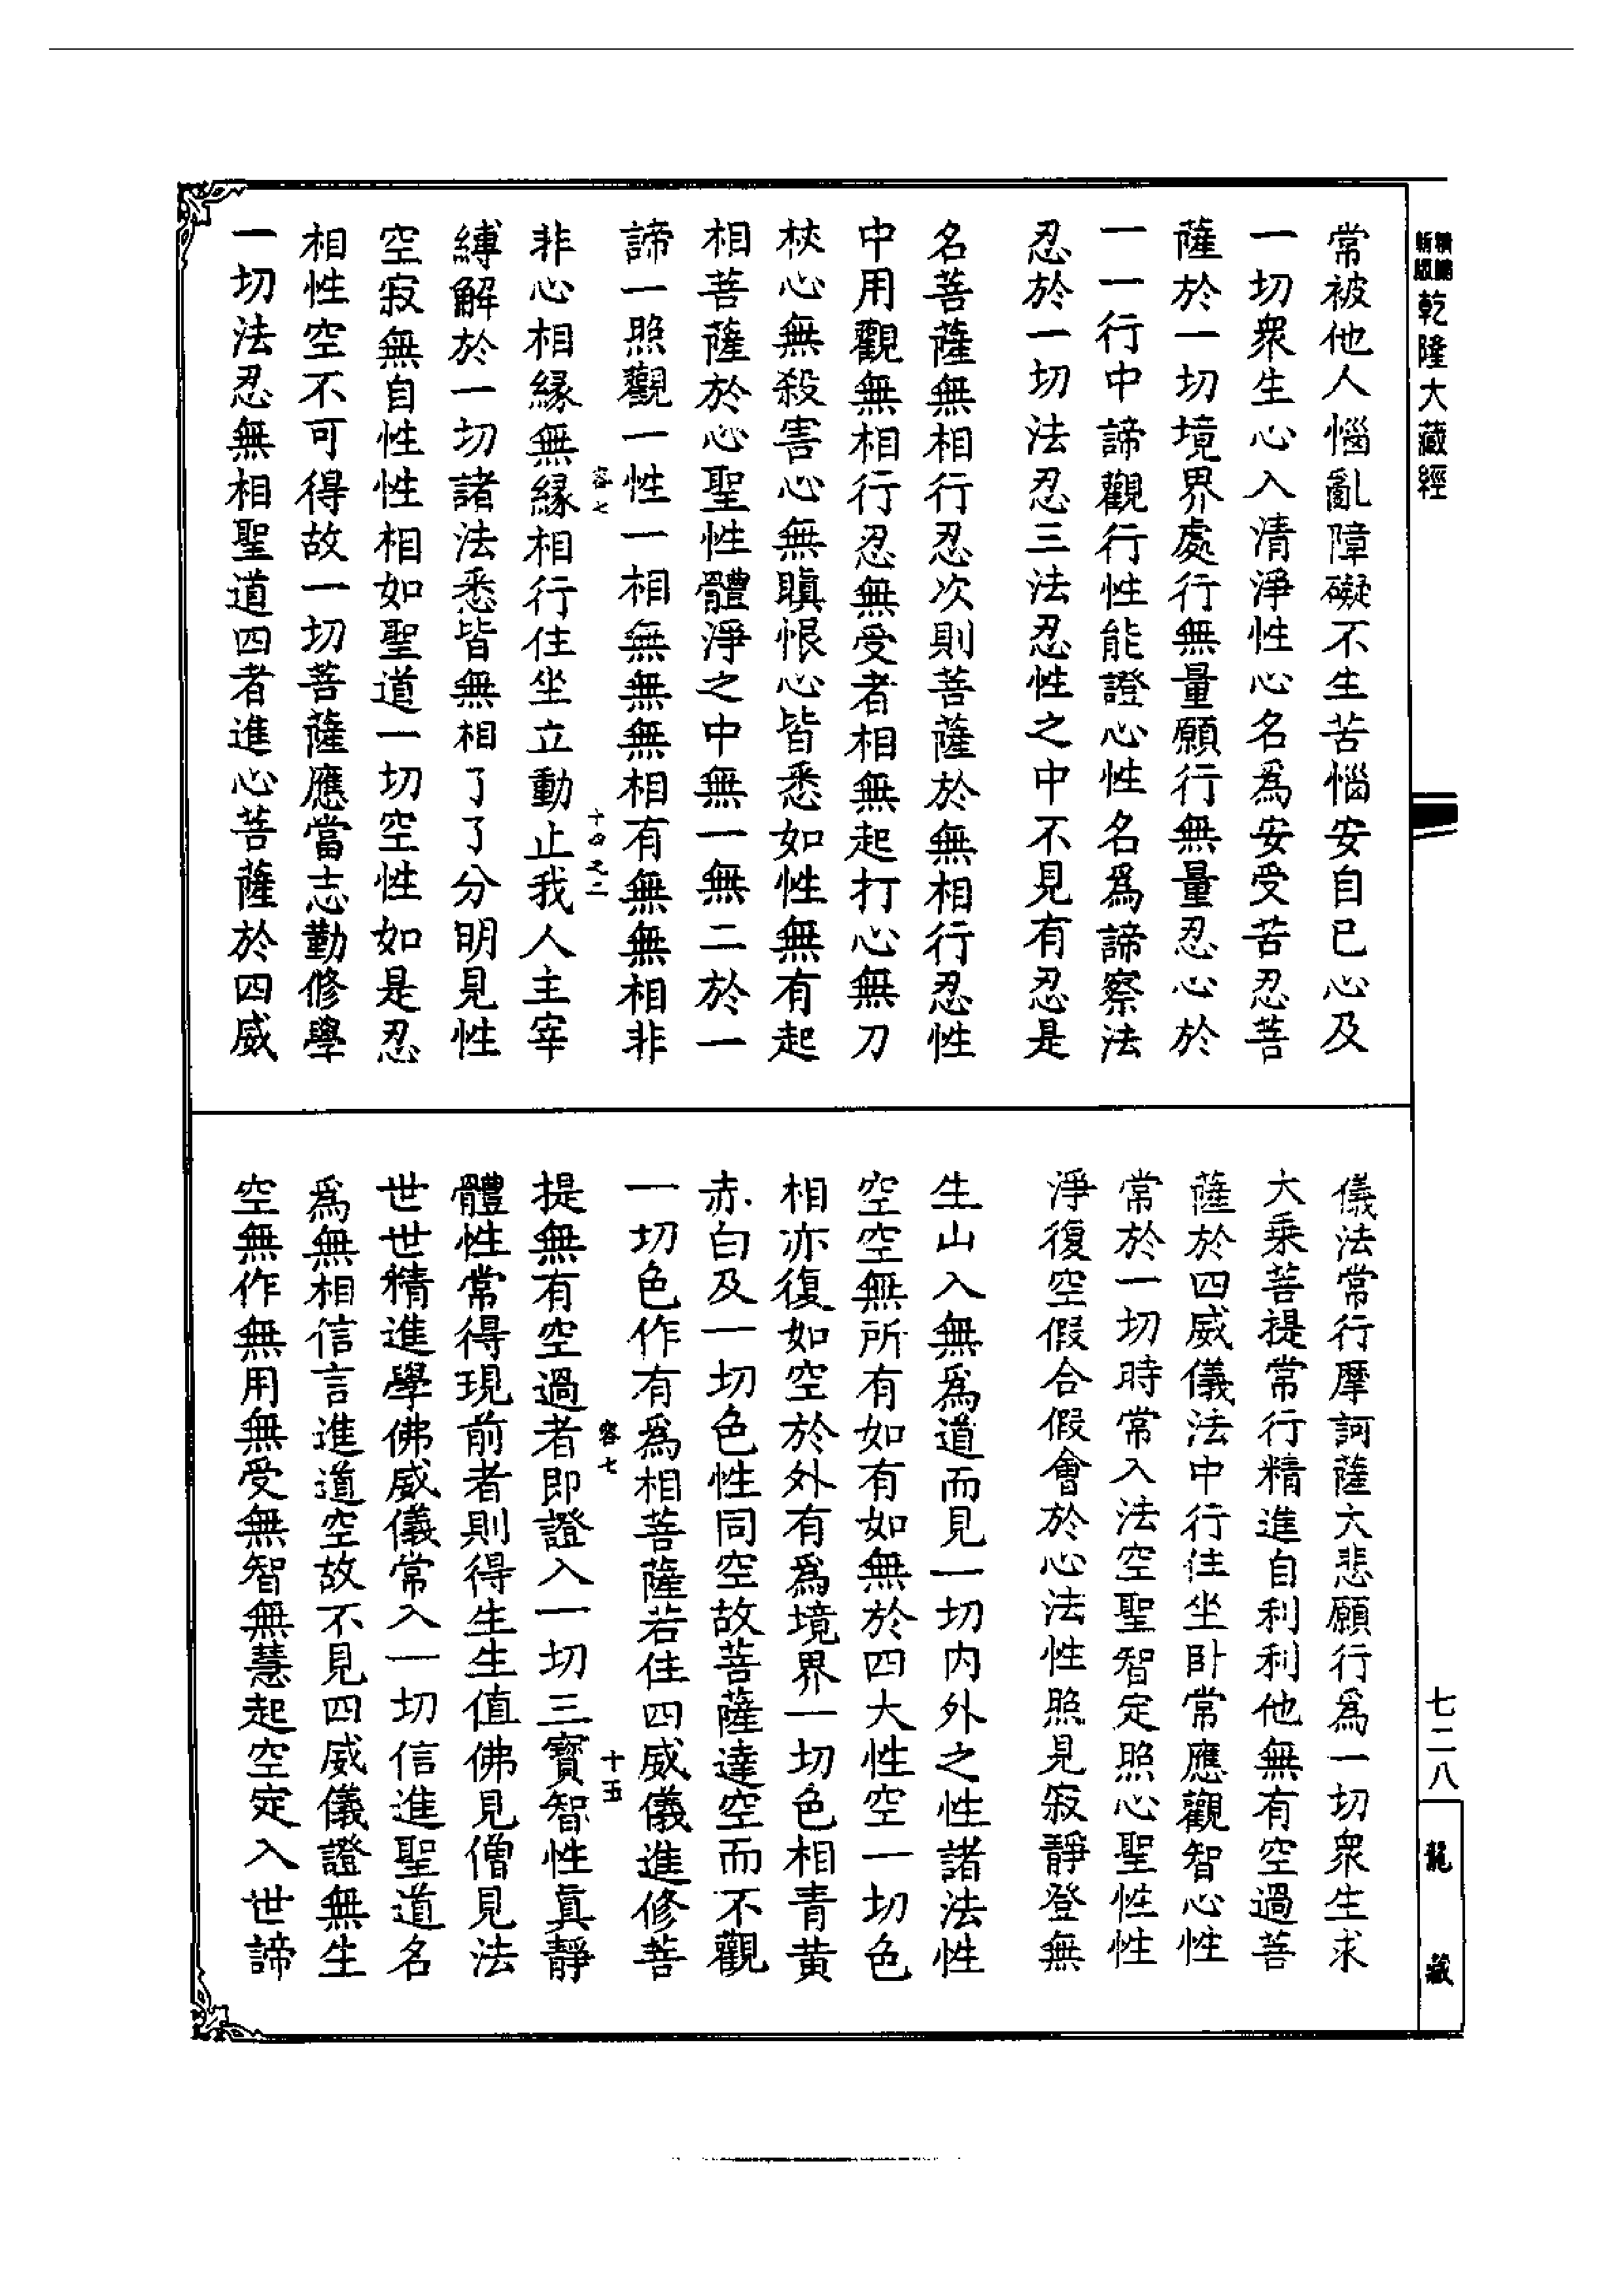 乾隆大藏經
常被他人惱亂障礙不生苦惱安自已心及
一切衆生心入清淨性心名爲安受苦忍菩
薩於一切境界處行無量願行無量忍心於
一一行中諦觀行性能證心性名爲諦察法
忍於一切法忍三法忍性之中不見有忍是
名菩薩無相行忍次則菩薩於無相行忍性
中用觀無相行忍無受者相無起打心無刀
杖心無殺害心無瞋恨心皆悉如性無有起
相菩薩於心聖性體淨之中無一無二於一
諦一照觀一性一相無無無相有無無相非
容七
十四之二
非心相緣無緣相行住坐立動止我人主宰
縛解於一切諸法悉皆無相了了分明見性
空寂無自性性相如聖道一切空性如是忍
相性空不可得故一切菩薩應當志勤修學
一切法忍無相聖道四者進心菩薩於四威
儀法常行摩訶薩大悲願行爲一切衆生求
大乘菩提常行精進自利利他無有空過菩
薩於四威儀法中行住坐卧常應觀智心性
常於一切時常入法空聖智定照心聖性性
淨復空假合假會於心法性照見寂靜登無
生山入無爲道而見一切内外之性諸法性
空空無所有如有如無於四大性空一切色
相亦復如空於外有爲境界一切色相青黄
赤白及一切色性同空故菩薩達空而不觀
一切色作有爲相菩薩若住四威儀進修菩
容七
十五
提無有空過者即證入一切三寶智性真靜
體性常得現前者則得生生值佛見僧見法
世世精進學佛威儀常入一切信進聖道名
爲無相信言進道空故不見四威儀證無生
空無作無用無受無智無慧起空定入世諦
七二八
龍藏